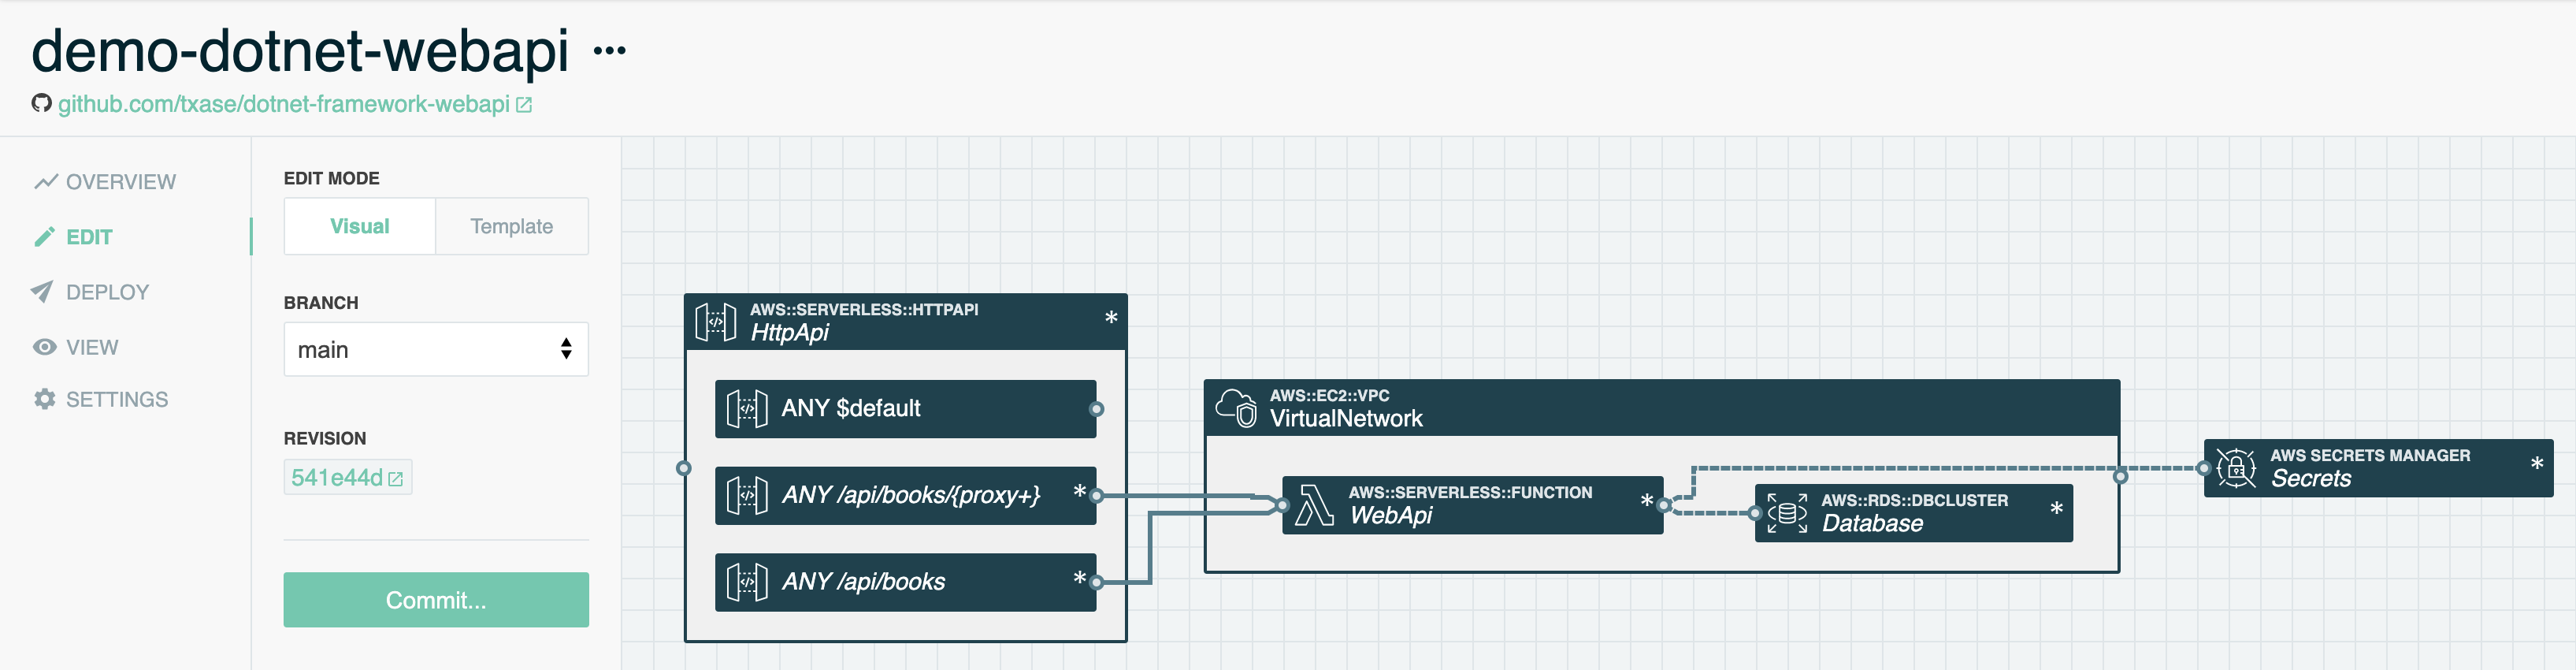 demo-dotnet-webapi ...
github.com/txase/dotnet-framework-webapi
OVERVIEW
EDIT
DEPLOY
VIEW
SETTINGS
EDIT MODE
Visual
Template
BRANCH
main
REVISION
541e44d
Commit...
AWS::SERVERLESS::HTTPAPI
HttpApi *
ANY $default
ANY /api/books/{proxy+} *
ANY /api/books *
AWS::EC2::VPC
VirtualNetwork
AWS::SERVERLESS::FUNCTION
WebApi *
AWS::RDS::DBCLUSTER
Database *
AWS SECRETS MANAGER
Secrets *